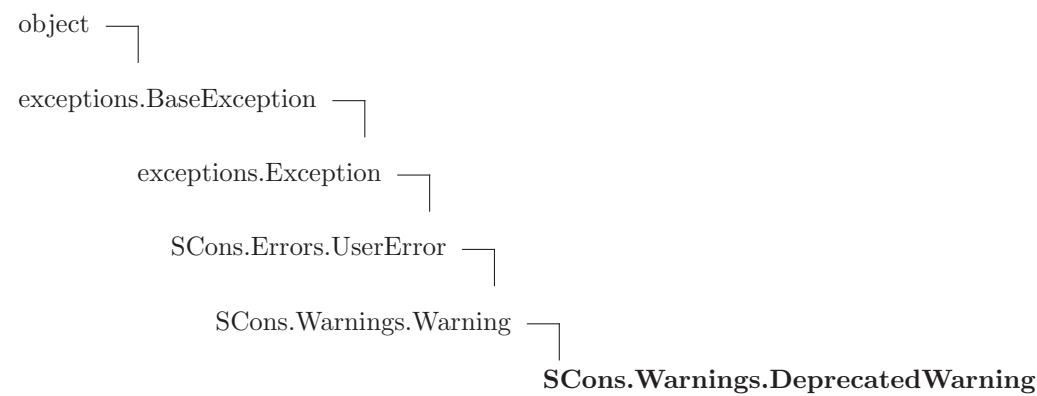 object
exceptions.BaseException
exceptions.Exception
SCons.Errors.UserError
SCons.Warnings.Warning
SCons.Warnings.DeprecatedWarning